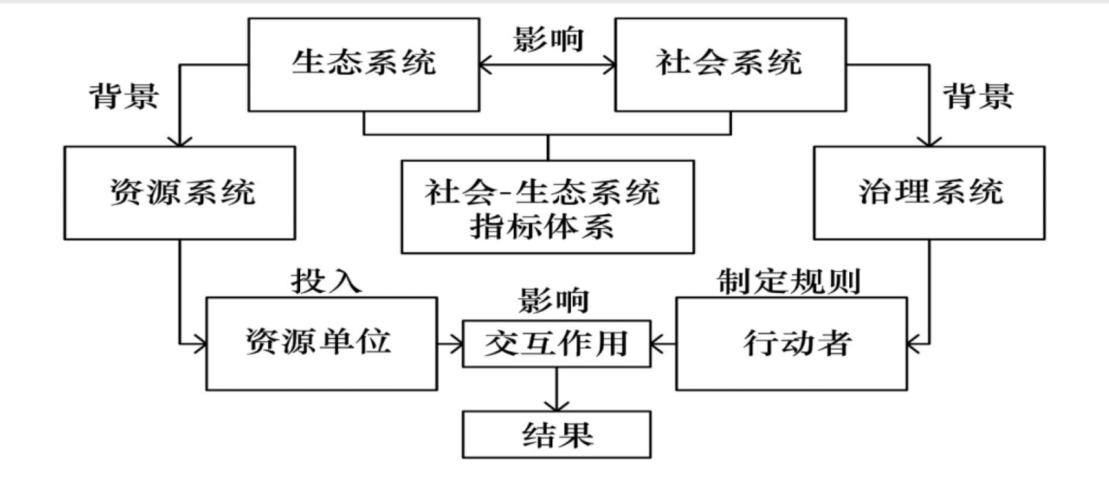 影响
生态系统
社会系统
背景
背景
资源系统
社会-生态系统
指标体系
治理系统
投入
影响
制定规则
资源单位
交互作用
行动者
结果